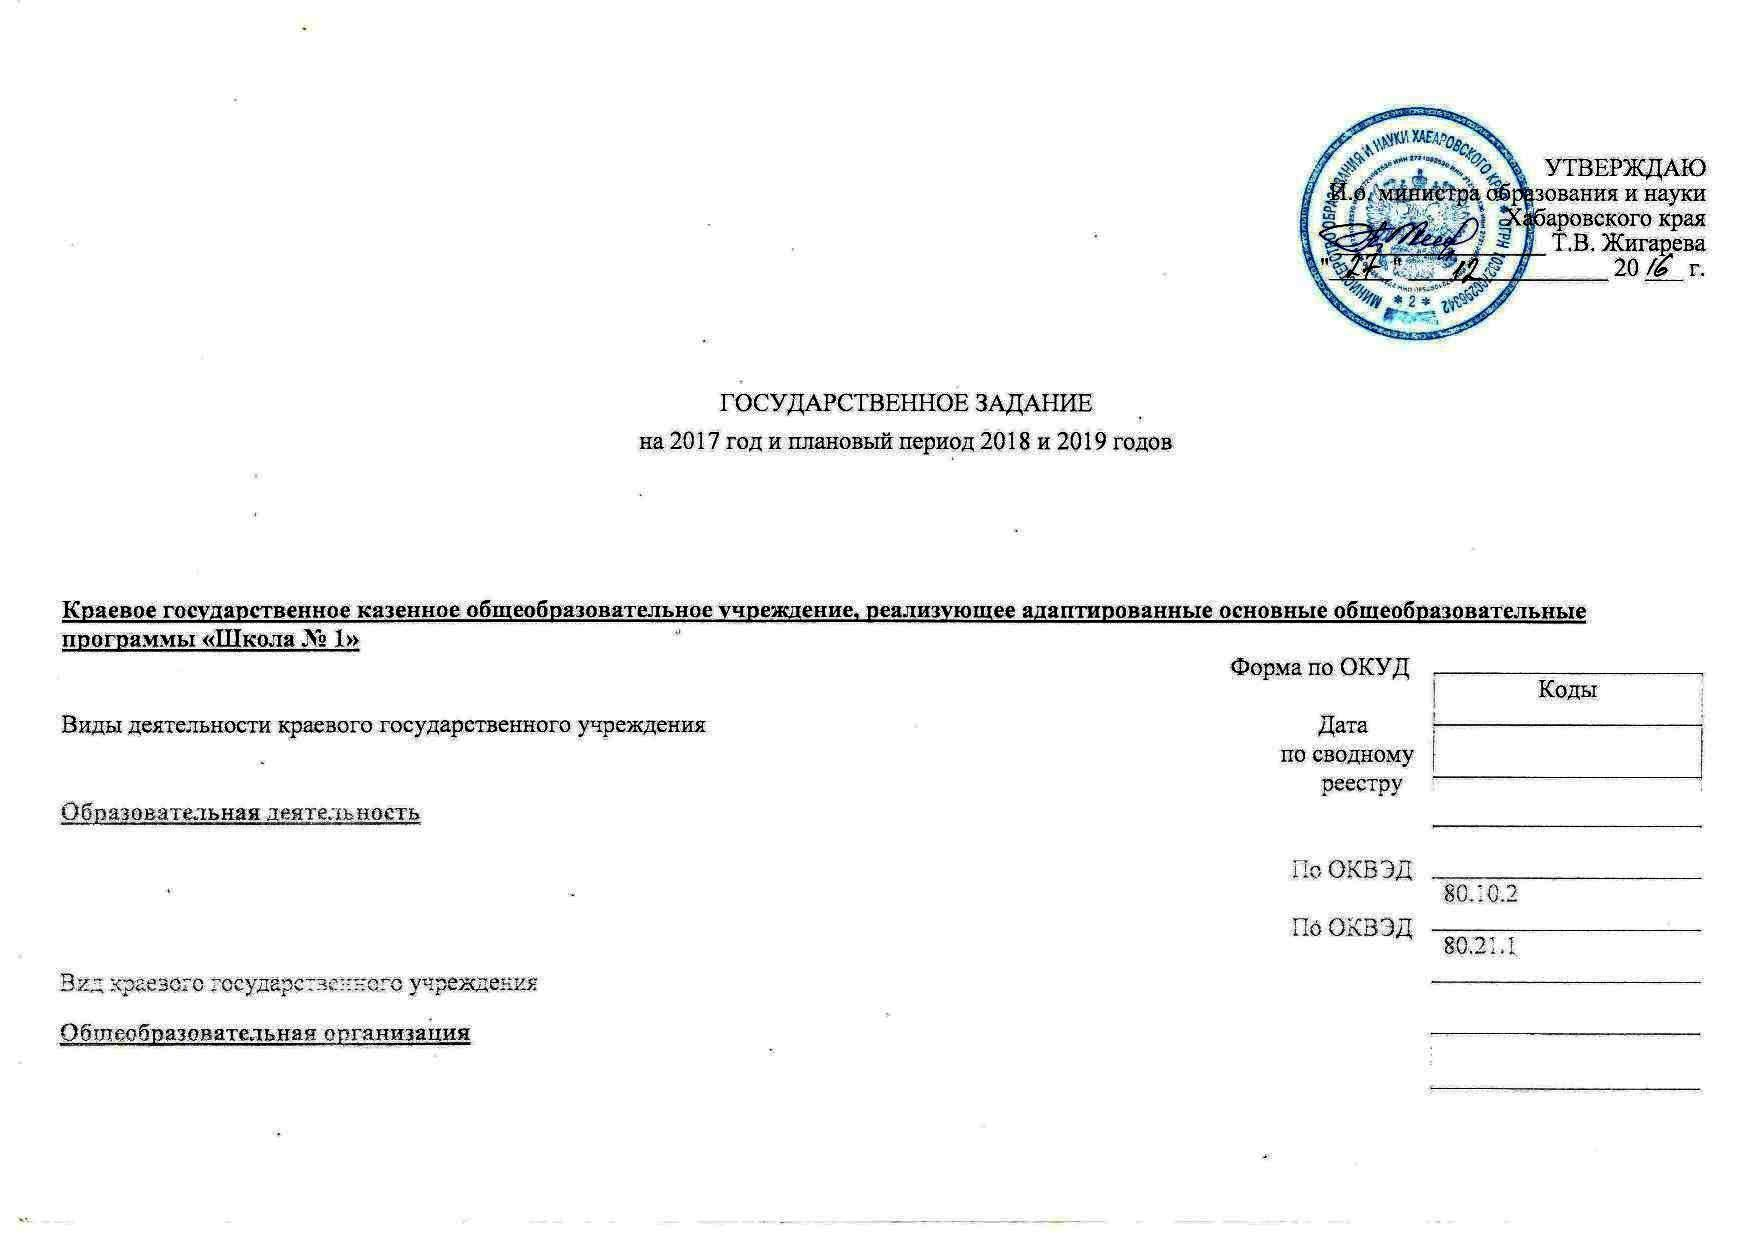 УТВЕРЖДАЮ
И.о. министра образования и науки
Хабаровского края
Т.В. Жигарева
"27" 12 2016 г.
ГОСУДАРСТВЕННОЕ ЗАДАНИЕ
на 2017 год и плановый период 2018 и 2019 годов
Краевое государственное казенное общеобразовательное учреждение, реализующее адаптированные основные общеобразовательные
программы «Школа № 1»
Форма по ОКУД
Коды
Виды деятельности краевого государственного учреждения
Дата
по сводному
реестру
Образовательная деятельность
По ОКВЭД
80.10.2
По ОКВЭД
80.21.1
Вид краевого государственного учреждения
Общеобразовательная организация